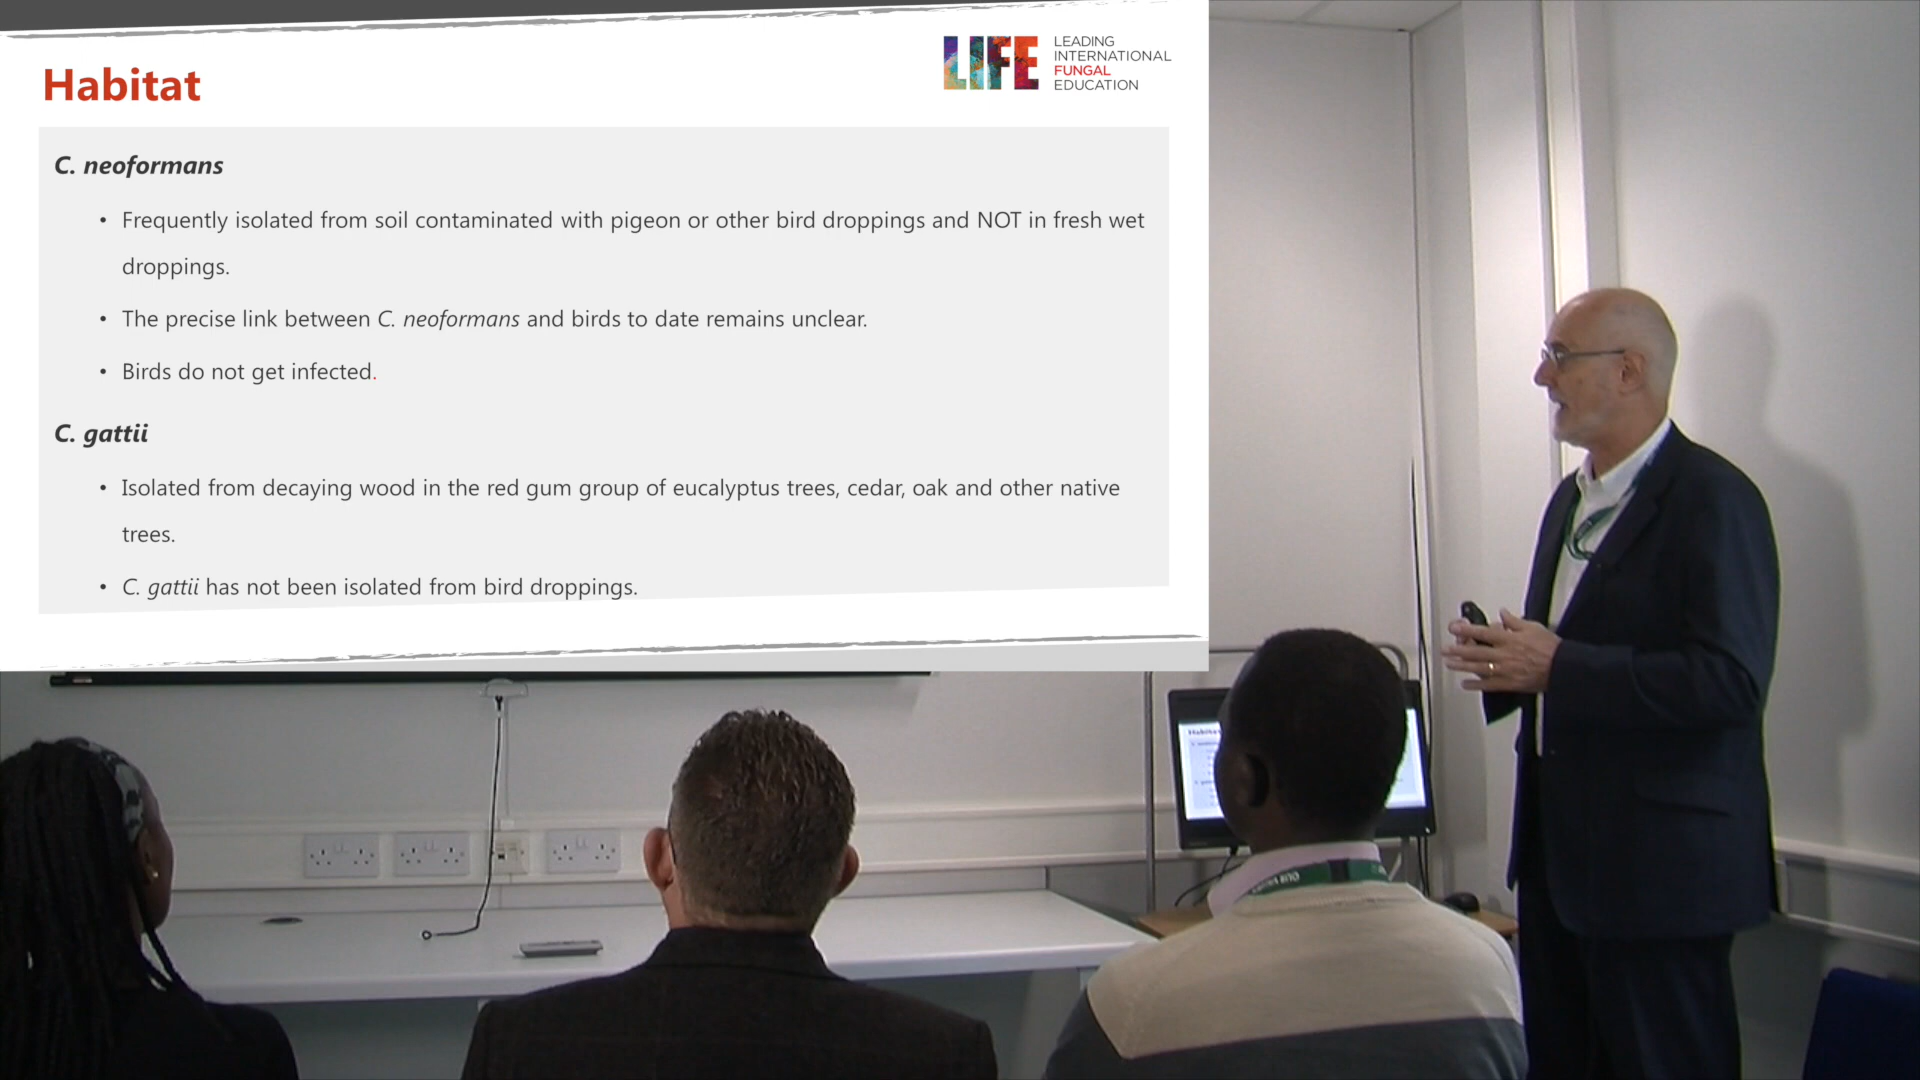 Habitat
LIFE
LEADING
INTERNATIONAL
FUNGAL
EDUCATION
C. neoformans
• Frequently isolated from soil contaminated with pigeon or other bird droppings and NOT in fresh wet
droppings.
• The precise link between C. neoformans and birds to date remains unclear.
• Birds do not get infected.
C. gattii
• Isolated from decaying wood in the red gum group of eucalyptus trees, cedar, oak and other native
trees.
• C. gattii has not been isolated from bird droppings.